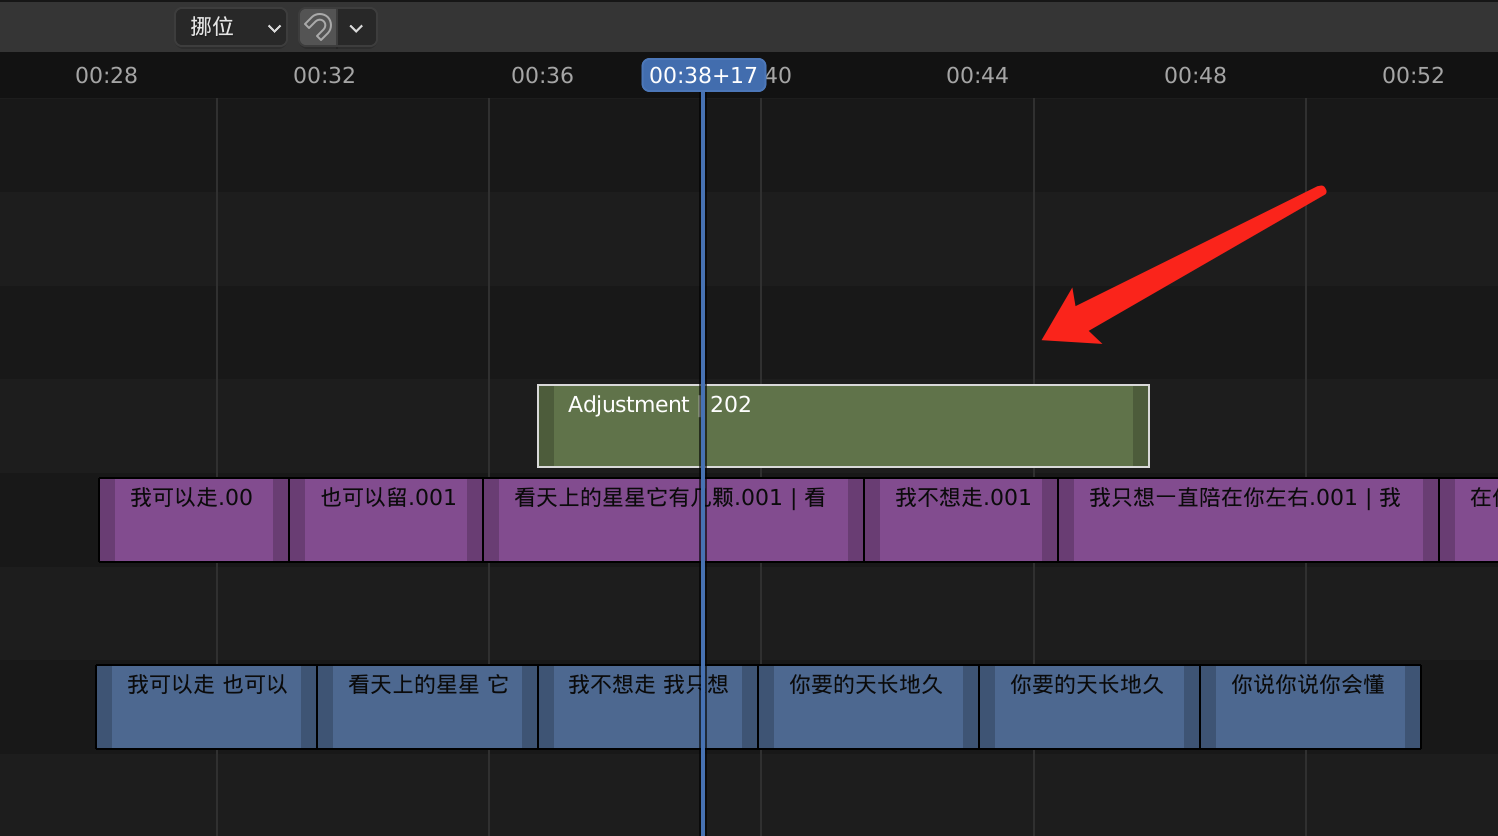 挪位
00:28 00:32 00:36 00:38+17 40 00:44 00:48 00:52
Adjustment | 202
我可以走.00 也可以留.001 看天上的星星它有几颗.001 | 看 我不想走.001 我只想一直陪在你左右.001 | 我 在
我可以走 也可以 看天上的星星 它 我不想走 我只想 你要的天长地久 你要的天长地久 你说你说你会懂